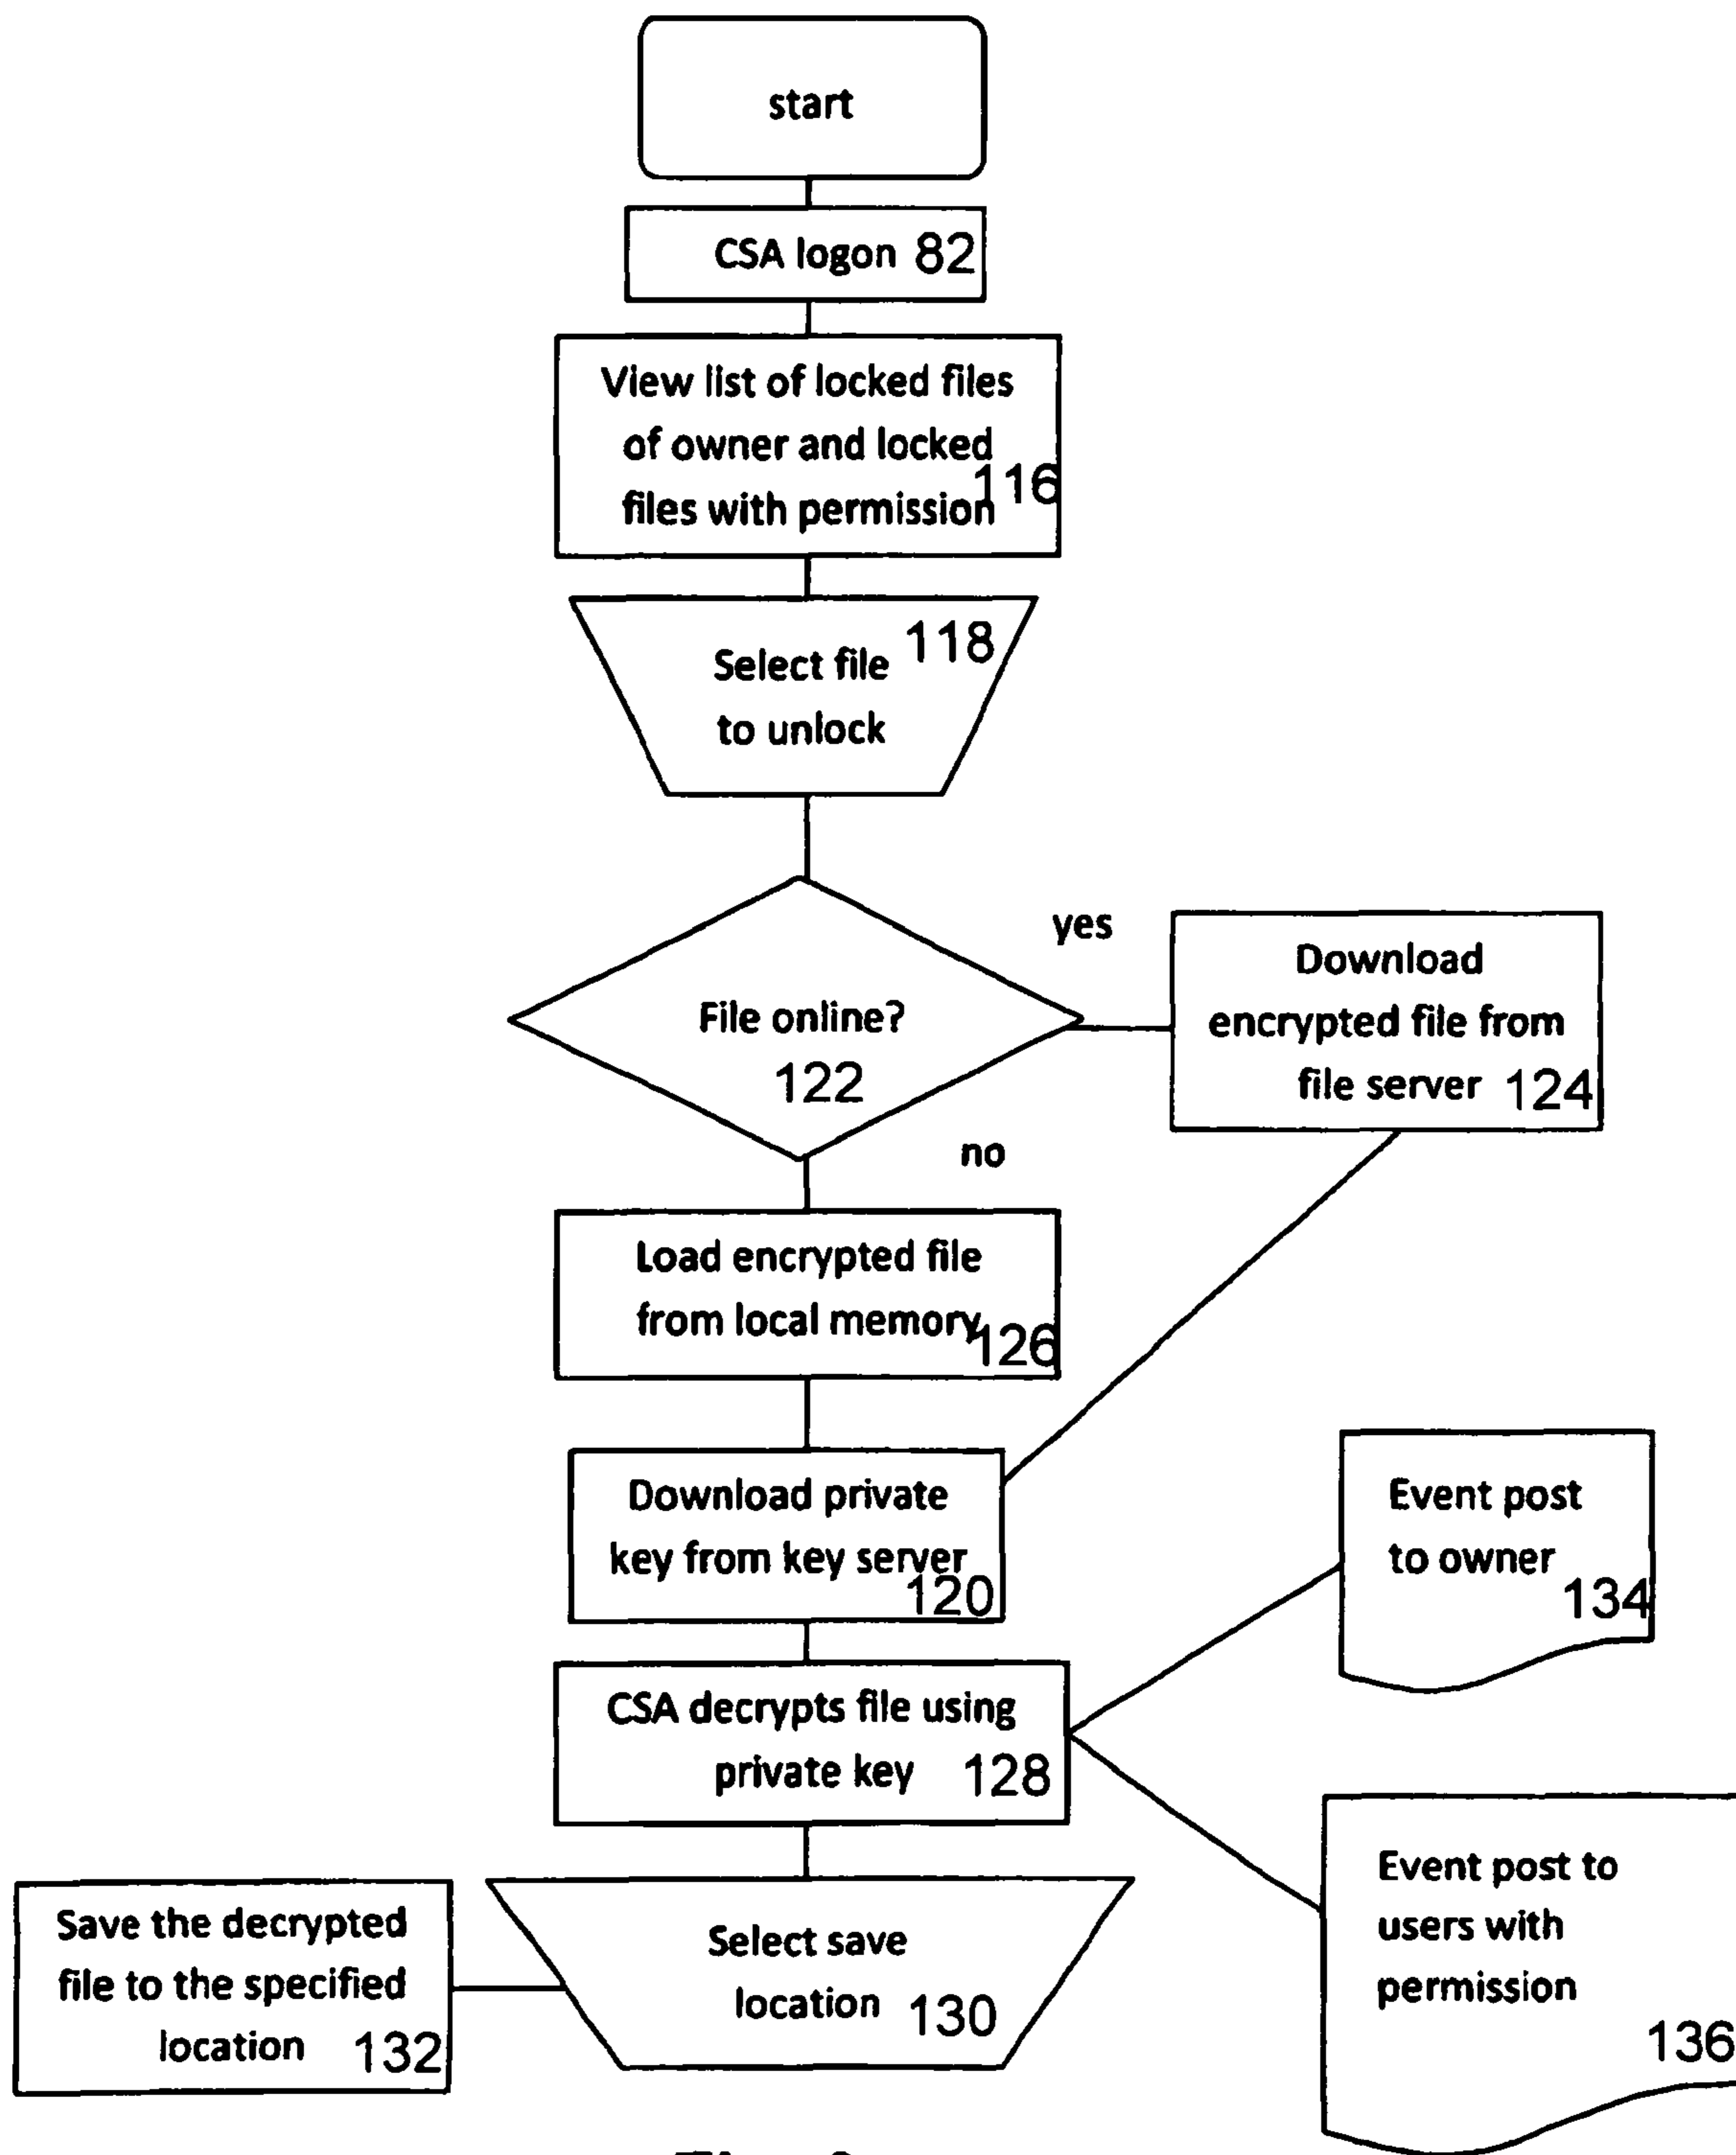 start
CSA logon 82
View list of locked files
of owner and locked
files with permission 116
118
Select file
to unlock
File online?
122
yes
no
Download
encrypted file from
file server 124
Load encrypted file
from local memory 126
Download private
key from key server
120
Event post
to owner
134
CSA decrypts file using
private key 128
Event post to
users with
permission
136
Select save
location 130
Save the decrypted
file to the specified
location 132